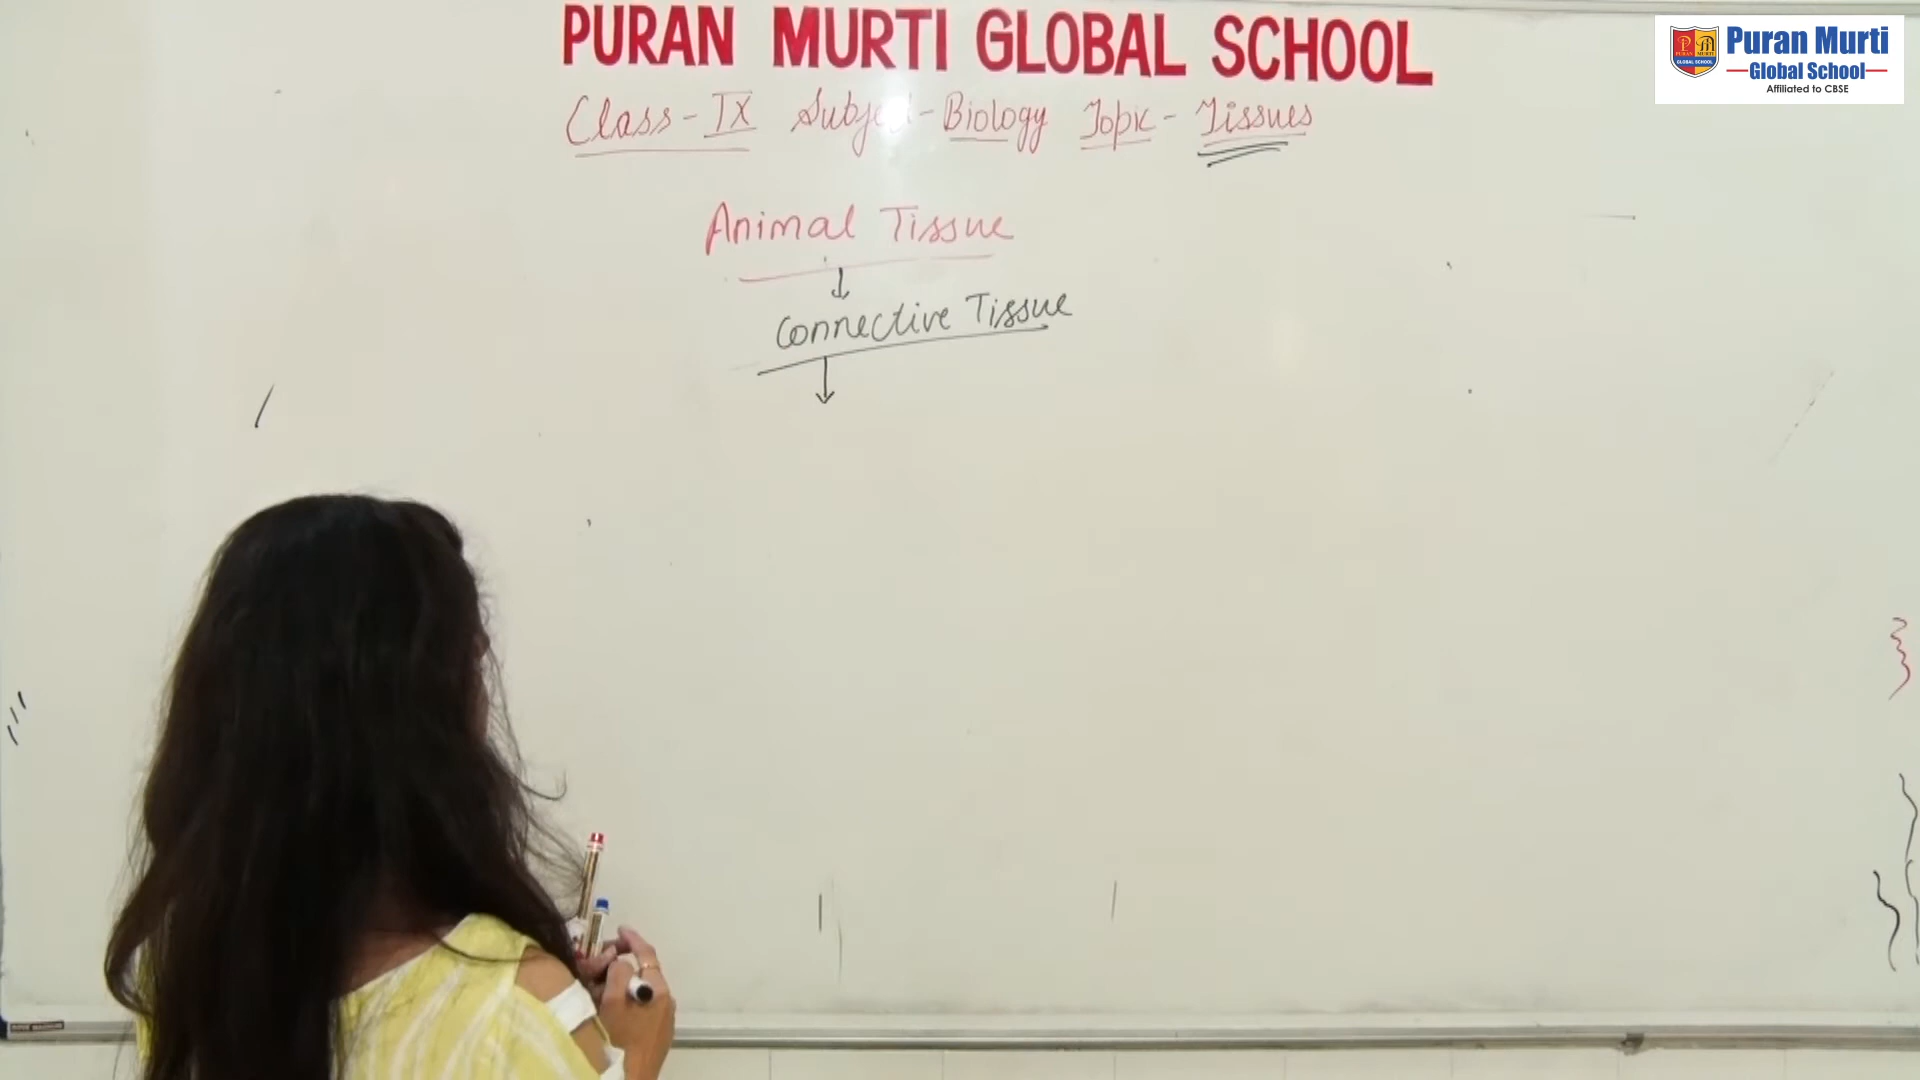 PURAN MURTI GLOBAL SCHOOL
Puran Murti
Global School
Affiliated to CBSE
Class - IX Subject - Biology Topic - Tissues
Animal Tissue
Connective Tissue